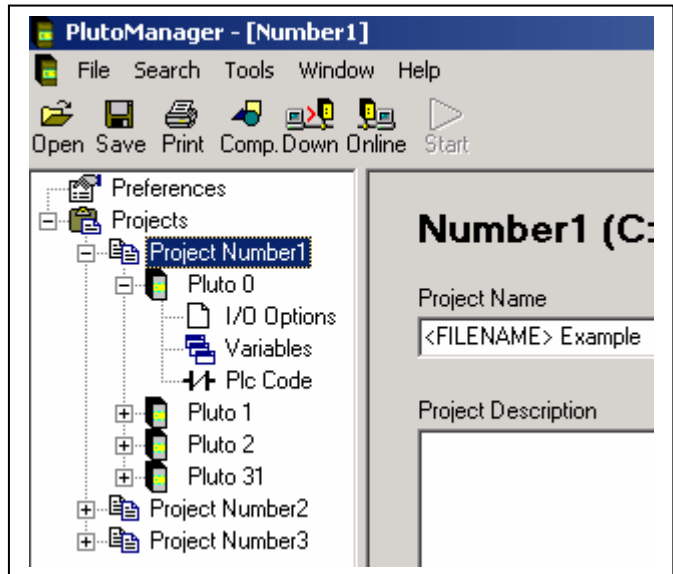 PlutoManager - [Number1]
File Search Tools Window Help
Open Save Print Comp. Down Online Start
Preferences
Projects
Project Number1
Pluto 0
I/O Options
Variables
Plc Code
Pluto 1
Pluto 2
Pluto 31
Project Number2
Project Number3
Number1 (C:
Project Name
<FILENAME> Example
Project Description